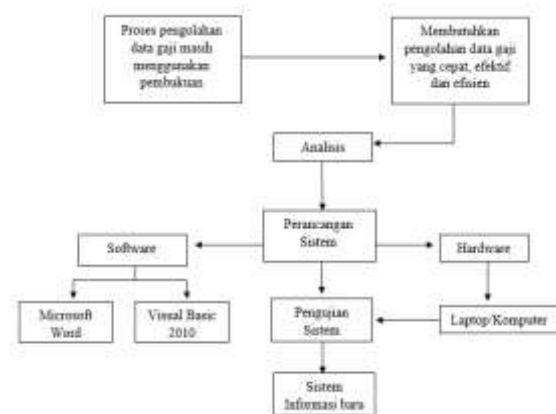 Proses pengolahan
data gaji masih
menggunakan
pembukuan
Membutuhkan
pengolahan data gaji
yang cepat, efektif
dan efisien
Analisis
Perancangan
Sistem
Software
Hardware
Microsoft
Word
Visual Basic
2010
Pengujian
Sistem
Laptop/Komputer
Sistem
Informasi baru